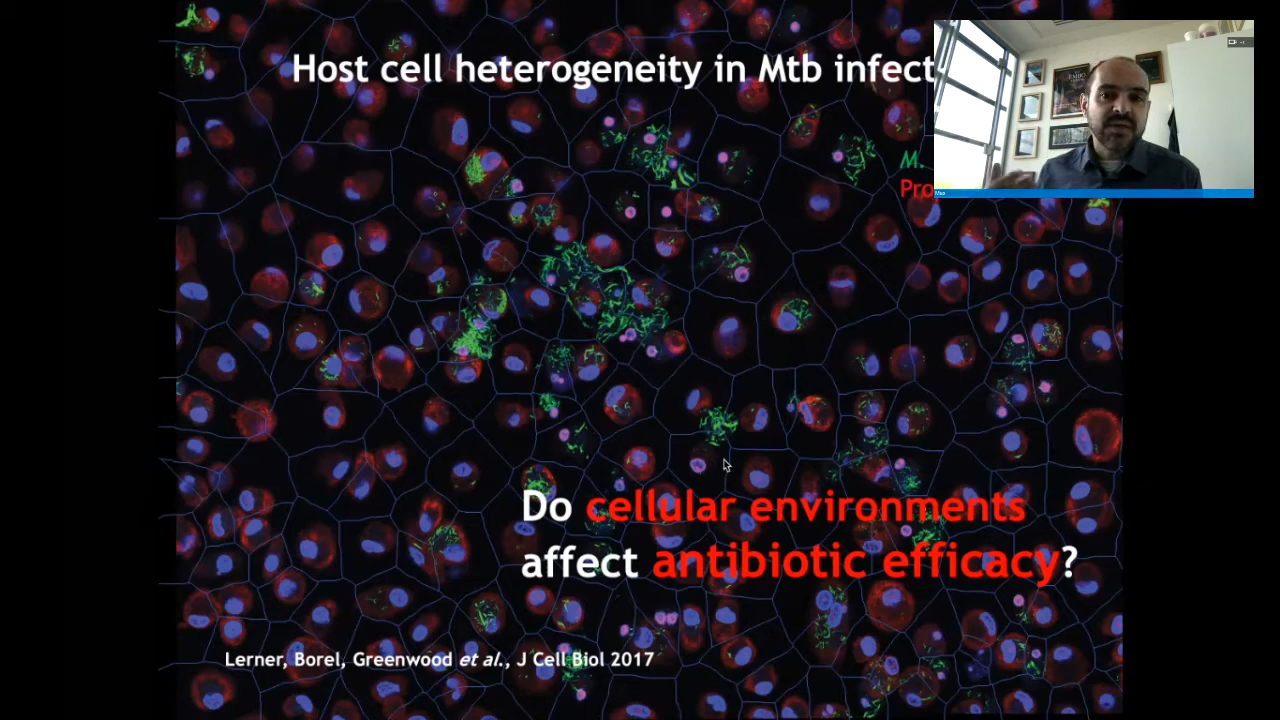 Host cell heterogeneity in Mtb infect
M.
Pro
Do cellular environments
affect antibiotic efficacy?
Lerner, Borel, Greenwood et al., J Cell Biol 2017